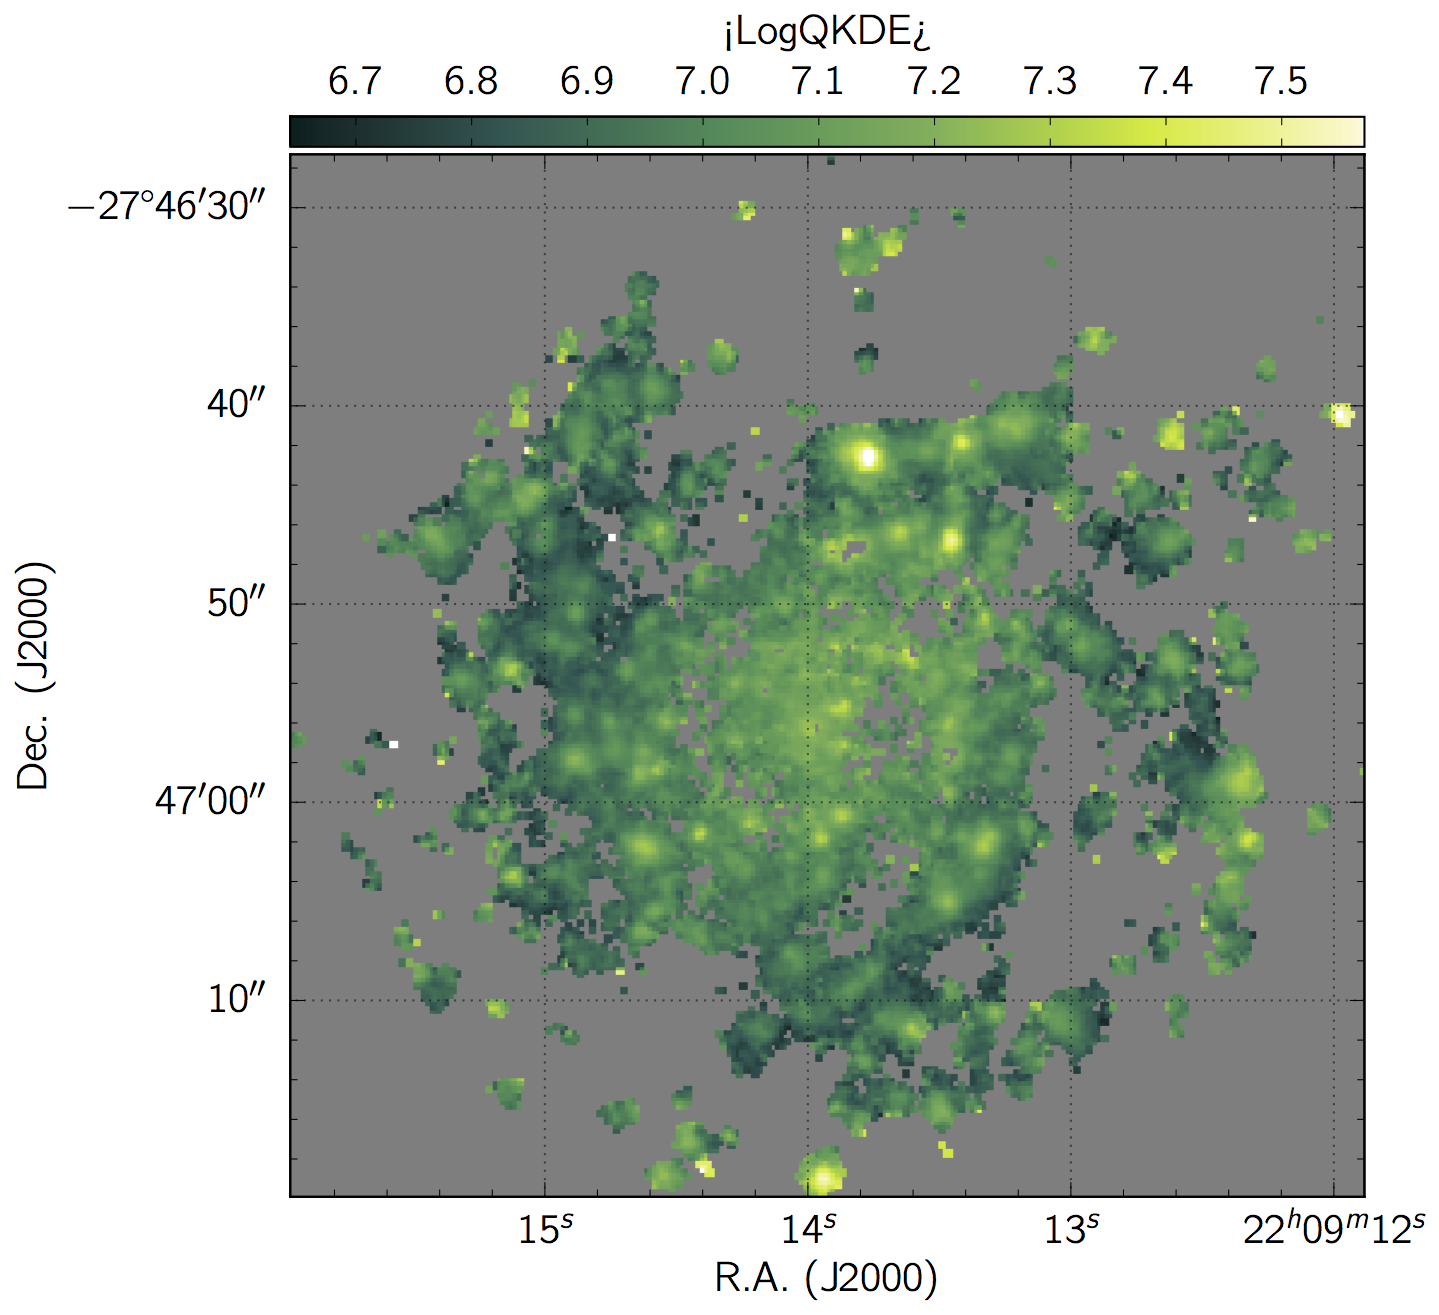 ¡LogQKDE¿
6.7 6.8 6.9 7.0 7.1 7.2 7.3 7.4 7.5
−27°46′30″
40″
50″
47′00″
10″
Dec. (J2000)
15ˢ 14ˢ 13ˢ 22ʰ09ᵐ12ˢ
R.A. (J2000)